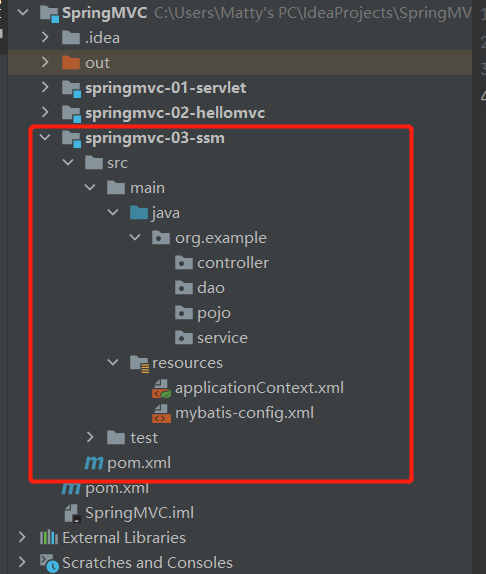 SpringMVC C:\Users\Matty's PC\IdeaProjects\SpringMV
.idea
out
springmvc-01-servlet
springmvc-02-hellomvc
springmvc-03-ssm
src
main
java
org.example
controller
dao
pojo
service
resources
applicationContext.xml
mybatis-config.xml
test
pom.xml
pom.xml
SpringMVC.iml
External Libraries
Scratches and Consoles